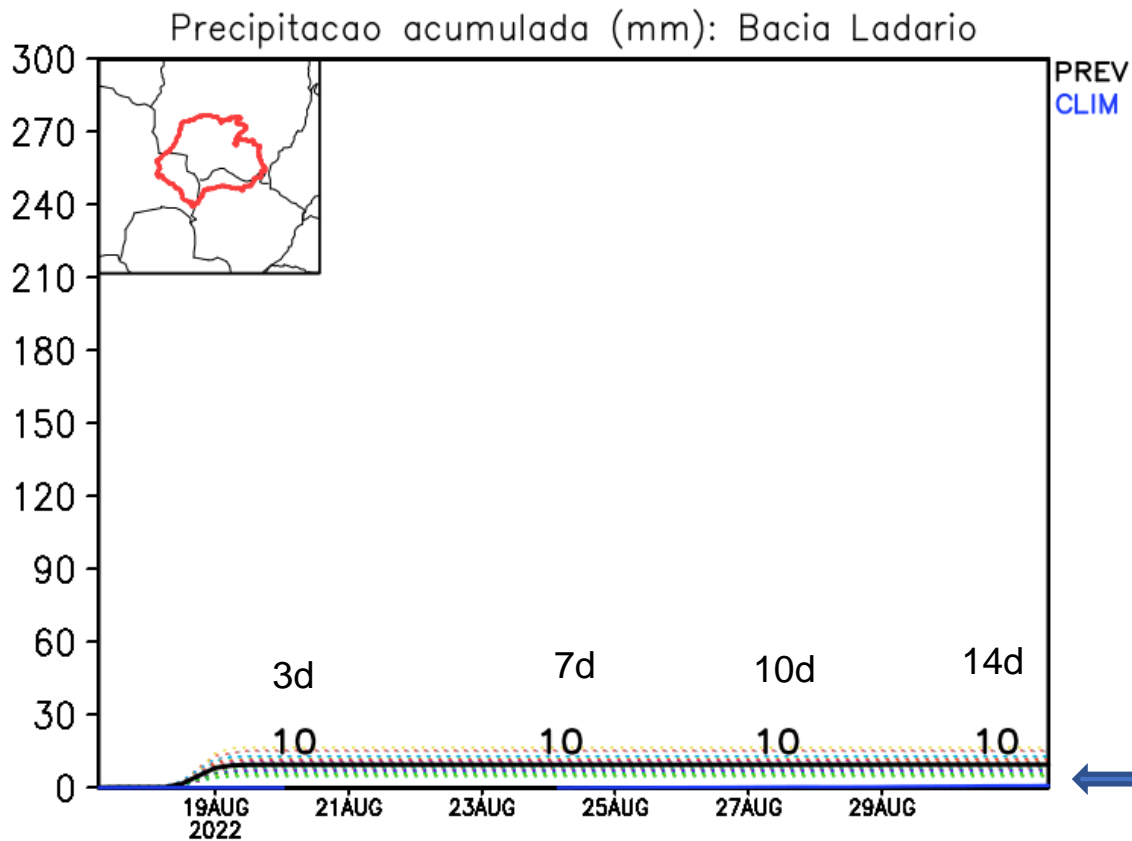 Precipitacao acumulada (mm): Bacia Ladario
300
PREV
CLIM
270
240
210
180
150
120
90
60
3d 7d 10d 14d
30
10 10 10 10
0
19AUG 21AUG 23AUG 25AUG 27AUG 29AUG
2022